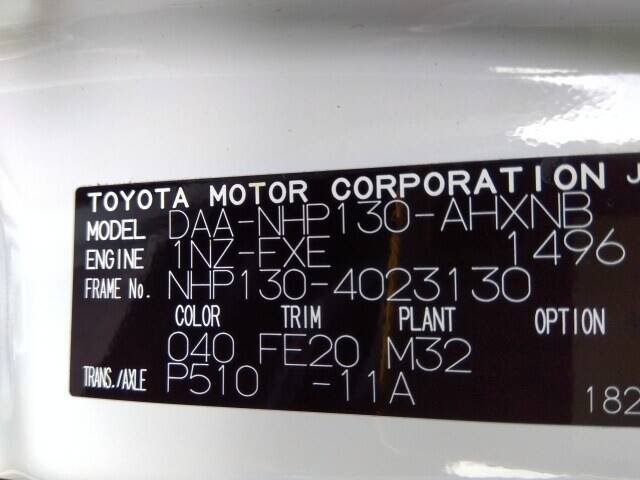 TOYOTA MOTOR CORPORATION J
MODEL DAA-NHP130-AHXNB
ENGINE 1NZ-EXE 1496
FRAME No. NHP130-4023130
COLOR TRIM PLANT OPTION
040 FE20 M32
TRANS./AXLE P510 -11A
182